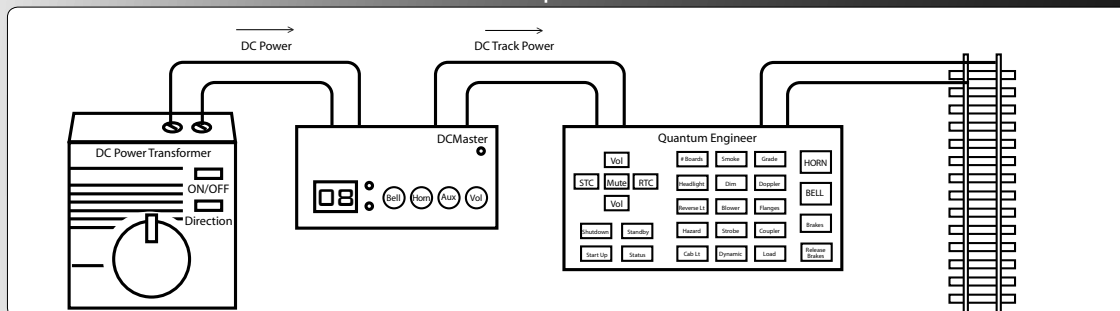 DC Power
DC Track Power
DC Power Transformer
ON/OFF
Direction
DCMaster
08
Bell Horn Aux Vol
Quantum Engineer
Vol
STC Mute RTC
Vol
Shutdown Standby
Start Up Status
# Boards Smoke Grade
Headlight Dim Doppler
Reverse Lt Blower Flanges
Hazard Strobe Coupler
Cab Lt Dynamic Load
HORN
BELL
Brakes
Release
Brakes